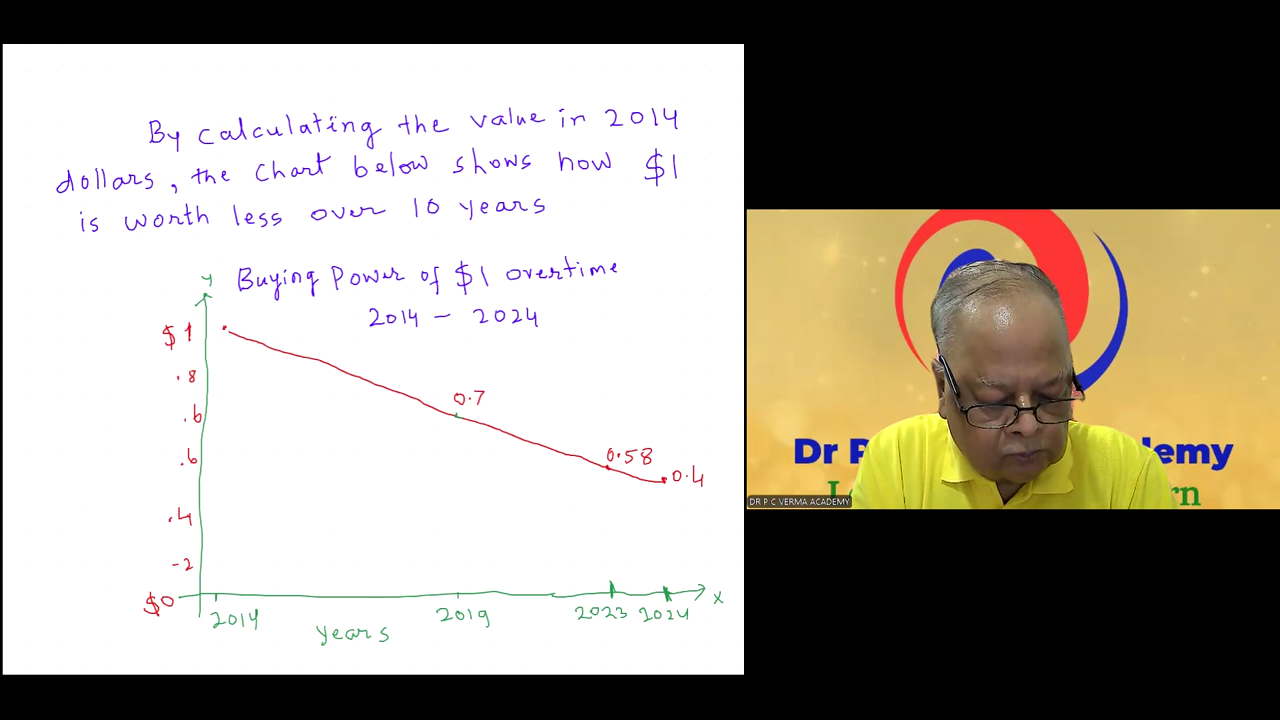 By calculating the value in 2014
dollars, the chart below shows how $1
is worth less over 10 years
Buying Power of $1 overtime
2014 - 2024
y
$1
.8
.6
.6
.4
-2
$0
0.7
0.58
0.4
2014
2019
2023
2024
x
years
Dr P
emy
L
rn
DR P C VERMA ACADEMY